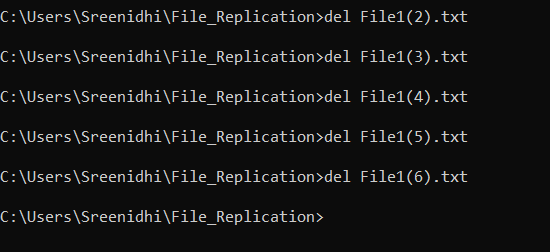 C:\Users\Sreenidhi\File_Replication>del File1(2).txt
C:\Users\Sreenidhi\File_Replication>del File1(3).txt
C:\Users\Sreenidhi\File_Replication>del File1(4).txt
C:\Users\Sreenidhi\File_Replication>del File1(5).txt
C:\Users\Sreenidhi\File_Replication>del File1(6).txt
C:\Users\Sreenidhi\File_Replication>